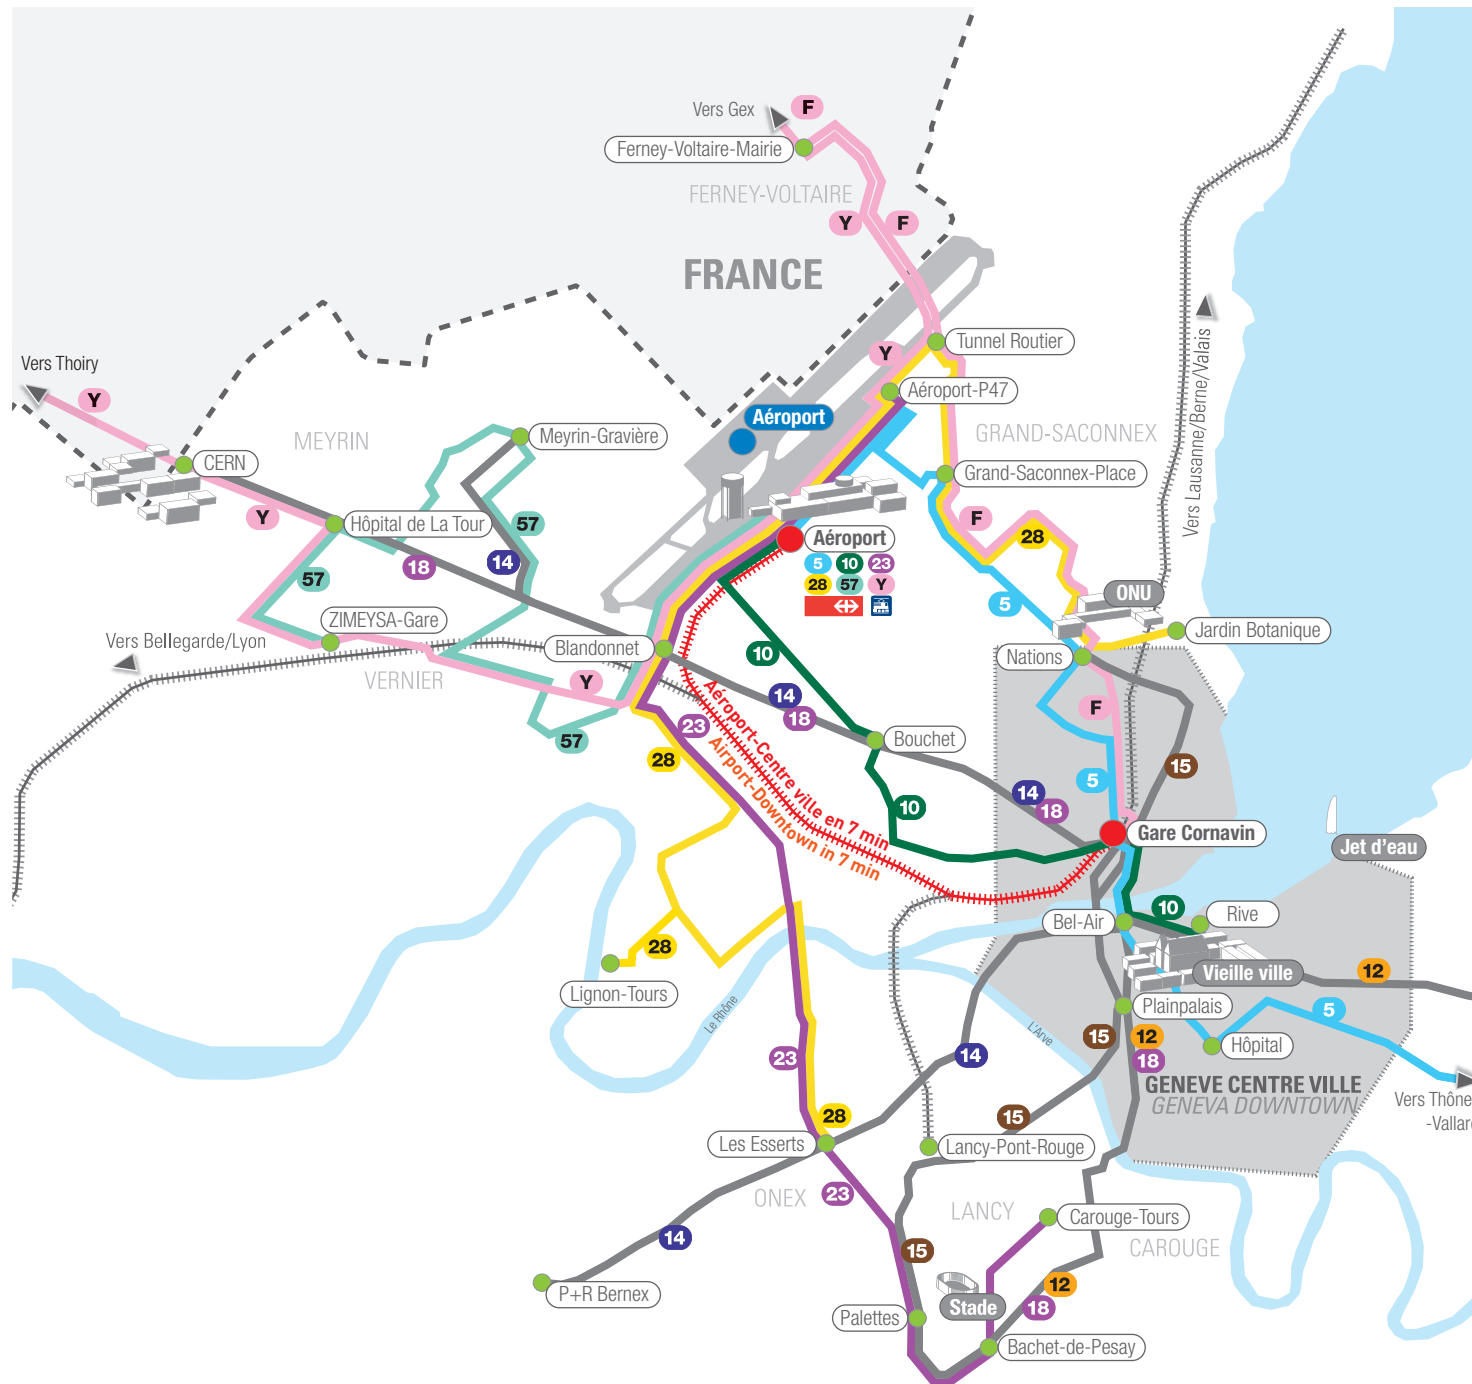 Vers Gex
F
Ferney-Voltaire-Mairie
FERNEY-VOLTAIRE
Y
F
FRANCE
Tunnel Routier
Y
Aéroport-P47
Vers Lausanne/Berne/Valais
Vers Thoiry
Y
MEYRIN
Meyrin-Gravière
Aéroport
GRAND-SACONNEX
CERN
Grand-Saconnex-Place
Y
Hôpital de La Tour
57
F
28
18
14
Aéroport
5
10
23
28
57
Y
57
5
ONU
ZIMEYSA-Gare
Vers Bellegarde/Lyon
Blandonnet
10
Nations
Jardin Botanique
VERNIER
Y
14
18
F
57
23
28
Aéroport-Centre ville en 7 min
Airport-Downtown in 7 min
Bouchet
15
5
14
18
10
Gare Cornavin
Jet d'eau
10
Rive
Bel-Air
28
Lignon-Tours
Le Rhône
Vieille ville
12
Plainpalais
5
L'Arve
15
12
18
Hôpital
23
14
GENEVE CENTRE VILLE
GENEVA DOWNTOWN
Vers Thône
-Vallar
28
15
Les Esserts
Lancy-Pont-Rouge
23
ONEX
LANCY
Carouge-Tours
CAROUGE
14
15
12
P+R Bernex
Stade
18
Palettes
Bachet-de-Pesay